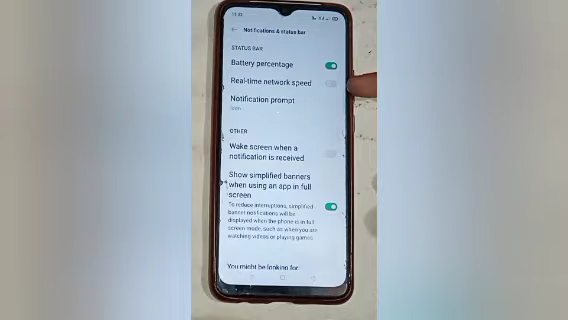 Notifications & status bar
STATUS BAR
Battery percentage
Real-time network speed
Notification prompt
Icon
OTHER
Wake screen when a
notification is received
Show simplified banners
when using an app in full
screen
To reduce interruptions, simplified
banner notifications will be
displayed when the phone is in full
screen mode, such as when you are
watching videos or playing games.
You might be looking for: